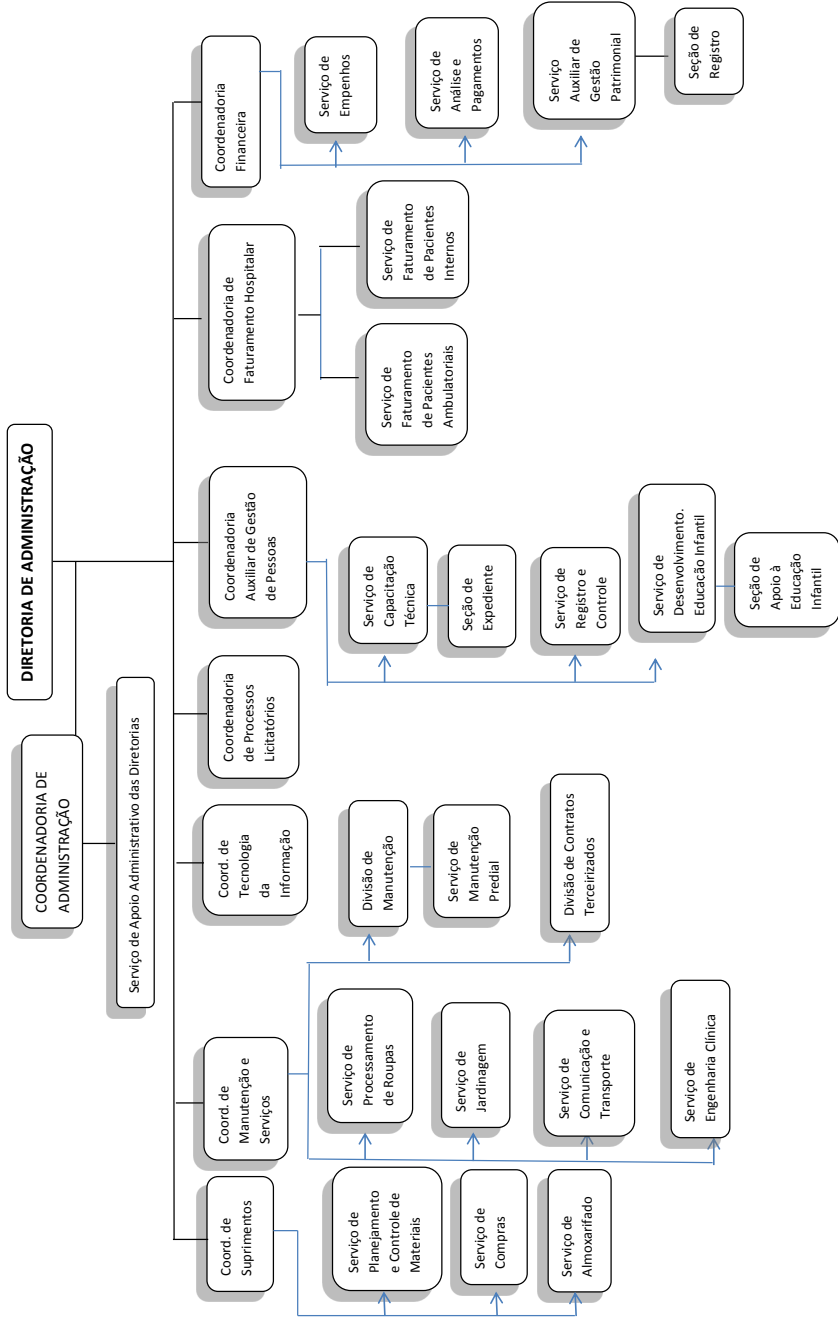 DIRETORIA DE ADMINISTRAÇÃO
COORDENADORIA DE
ADMINISTRAÇÃO
Serviço de Apoio Administrativo das Diretorias
Coord. de
Suprimentos
Serviço de
Planejamento
e Controle de
Materiais
Serviço de
Compras
Serviço de
Almoxarifado
Coord. de
Manutenção e
Serviços
Serviço de
Processamento
de Roupas
Serviço de
Jardinagem
Serviço de
Comunicação e
Transporte
Serviço de
Engenharia Clínica
Divisão de
Manutenção
Serviço de
Manutenção
Predial
Divisão de Contratos
Terceirizados
Coord. de
Tecnologia
da
Informação
Coordenadoria
de Processos
Licitatórios
Coordenadoria
Auxiliar de Gestão
de Pessoas
Serviço de
Capacitação
Técnica
Seção de
Expediente
Serviço de
Registro e
Controle
Serviço de
Desenvolvimento.
Educação Infantil
Seção de
Apoio à
Educação
Infantil
Coordenadoria de
Faturamento Hospitalar
Serviço de
Faturamento
de Pacientes
Ambulatoriais
Serviço de
Faturamento
de Pacientes
Internos
Coordenadoria
Financeira
Serviço de
Empenhos
Serviço de
Análise e
Pagamentos
Serviço
Auxiliar de
Gestão
Patrimonial
Seção de
Registro